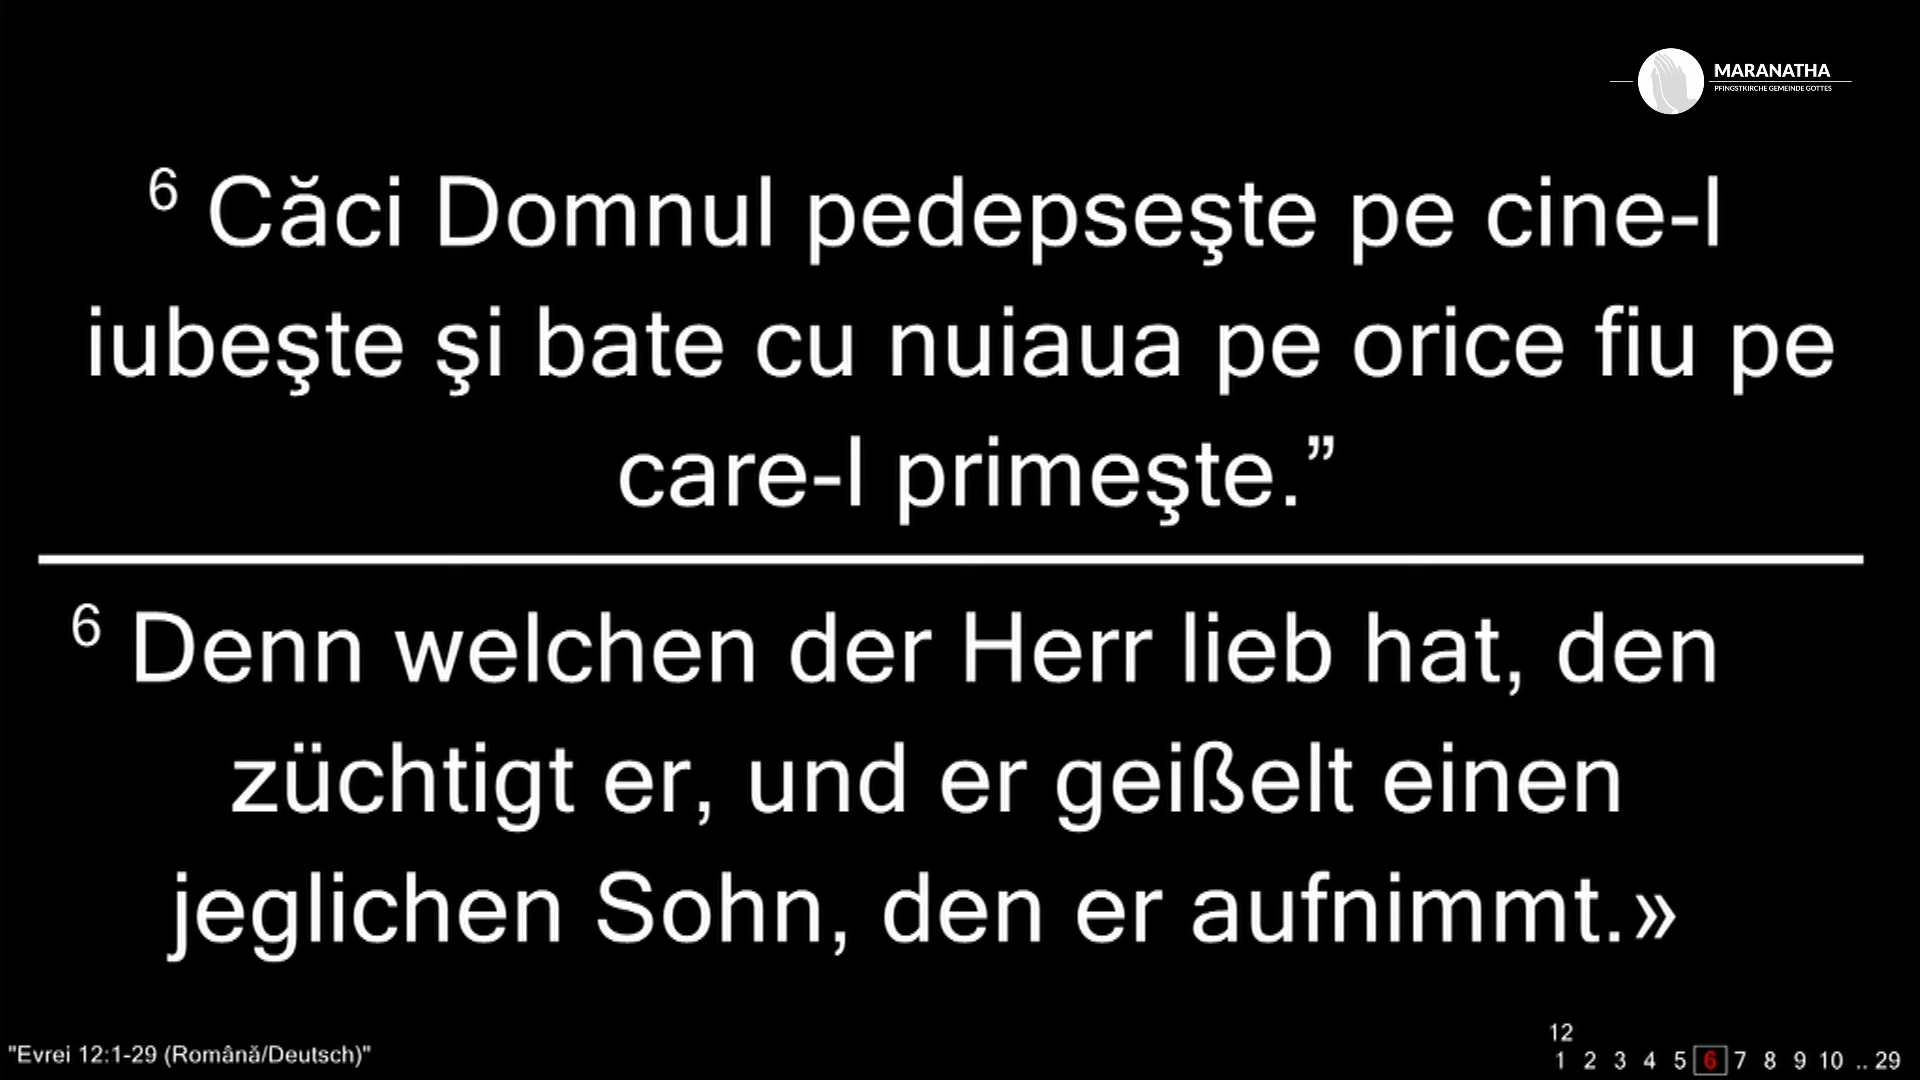 MARANATHA
PFINGSTKIRCHE GEMEINDE GOTTES
6 Căci Domnul pedepseşte pe cine-l
iubeşte şi bate cu nuiaua pe orice fiu pe
care-l primeşte.”
6 Denn welchen der Herr lieb hat, den
züchtigt er, und er geißelt einen
jeglichen Sohn, den er aufnimmt.»
"Evrei 12:1-29 (Română/Deutsch)"
12
1 2 3 4 5 6 7 8 9 10 .. 29